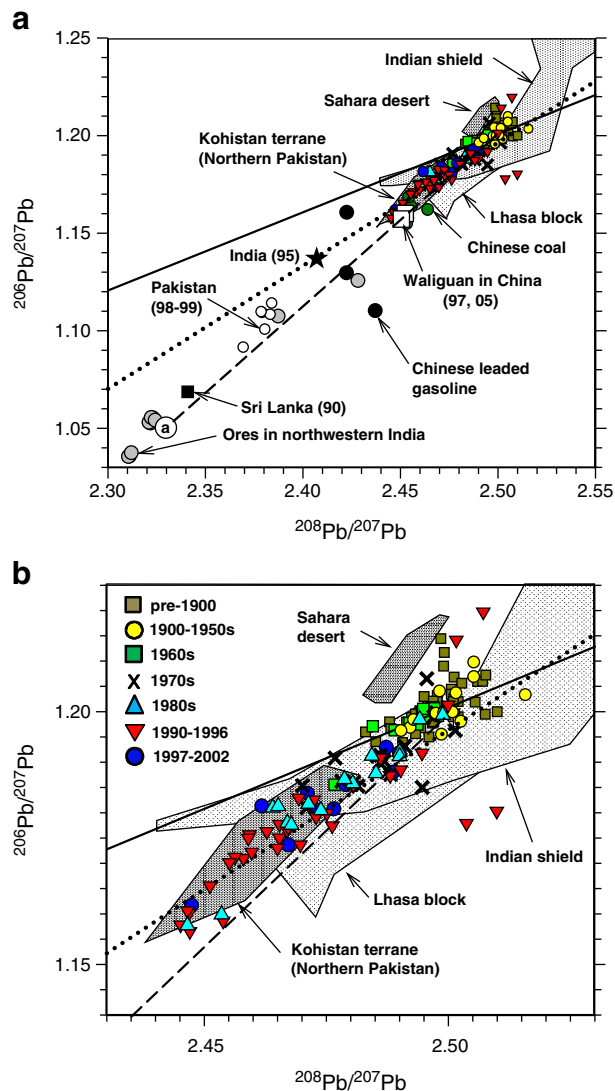 a
1.25
1.20
1.15
1.10
1.05
206Pb/207Pb
Indian shield
Sahara desert
Kohistan terrane
(Northern Pakistan)
Lhasa block
Chinese coal
India (95)
Waliguan in China
(97, 05)
Pakistan
(98-99)
Chinese leaded
gasoline
Sri Lanka (90)
a
Ores in northwestern India
2.30
2.35
2.40
2.45
2.50
2.55
208Pb/207Pb
b
pre-1900
1900-1950s
1960s
1970s
1980s
1990-1996
1997-2002
Sahara
desert
1.20
1.15
206Pb/207Pb
Indian shield
Lhasa block
Kohistan terrane
(Northern Pakistan)
2.45
2.50
208Pb/207Pb